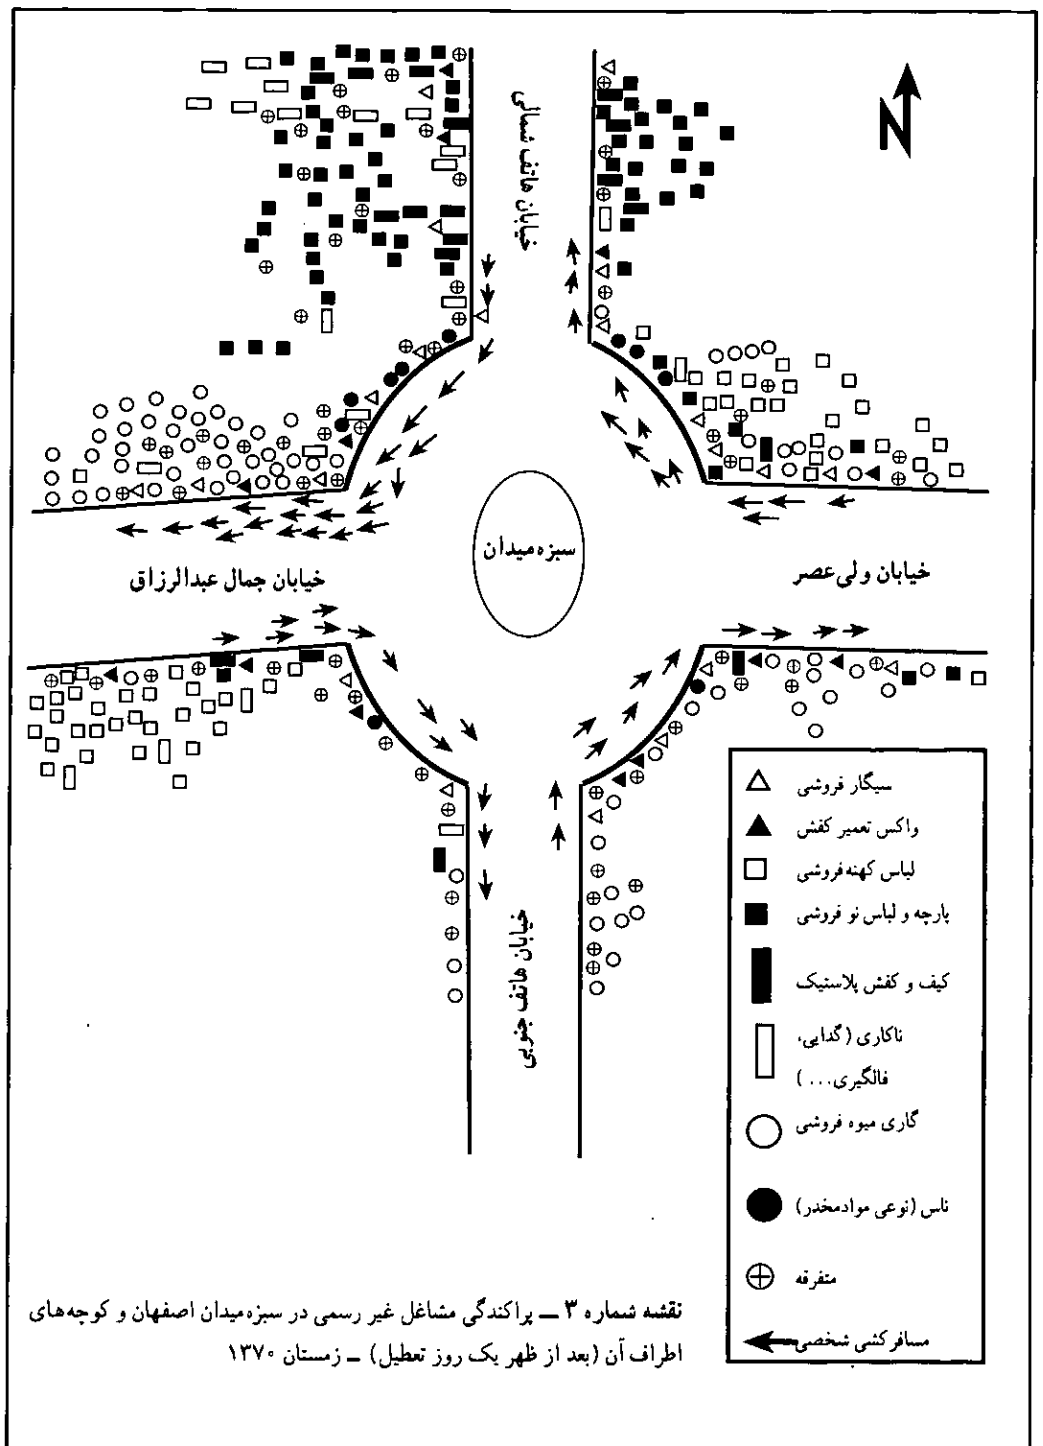 خیابان هاتف شمالی
N
سبزه میدان
خیابان جمال عبدالرزاق
خیابان ولی عصر
خیابان هاتف جنوبی
سیگار فروشی
واکس تعمیر کفش
لباس کهنه فروشی
پارچه و لباس نو فروشی
کیف و کفش پلاستیک
ناکاری (گدایی،
فالگیری... )
گاری میوه فروشی
ناس (نوعی موادمخدر)
متفرقه
مسافرکشی شخصی
نقشه شماره ۳ ــ پراکندگی مشاغل غیر رسمی در سبزه میدان اصفهان و کوچه‌های
اطراف آن (بعد از ظهر یک روز تعطیل) ــ زمستان ۱۳۷۰